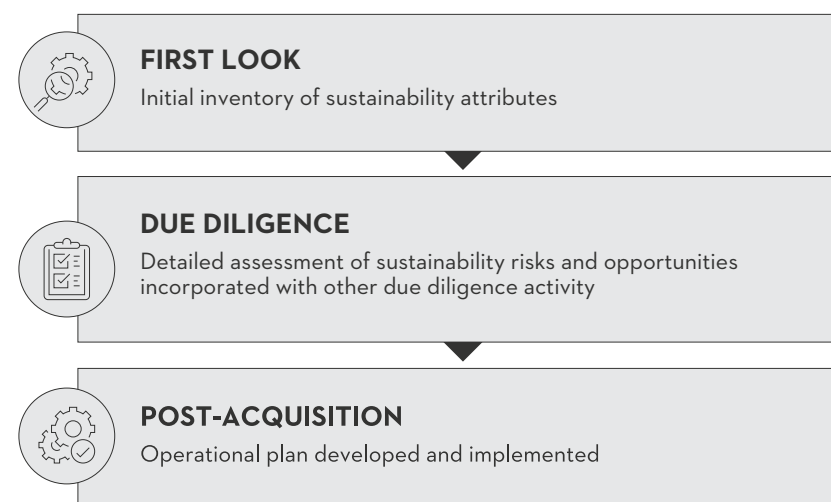 FIRST LOOK
Initial inventory of sustainability attributes
DUE DILIGENCE
Detailed assessment of sustainability risks and opportunities
incorporated with other due diligence activity
POST-ACQUISITION
Operational plan developed and implemented